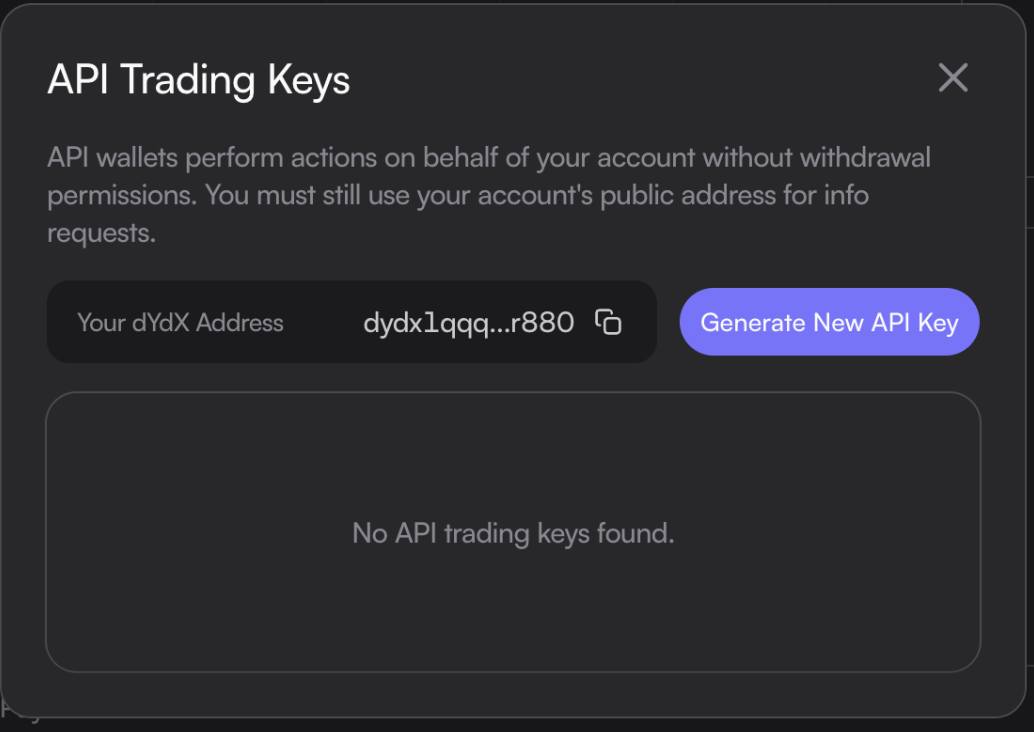 API Trading Keys
API wallets perform actions on behalf of your account without withdrawal
permissions. You must still use your account's public address for info
requests.
Your dYdX Address dydx1qqq...r880 Generate New API Key
No API trading keys found.